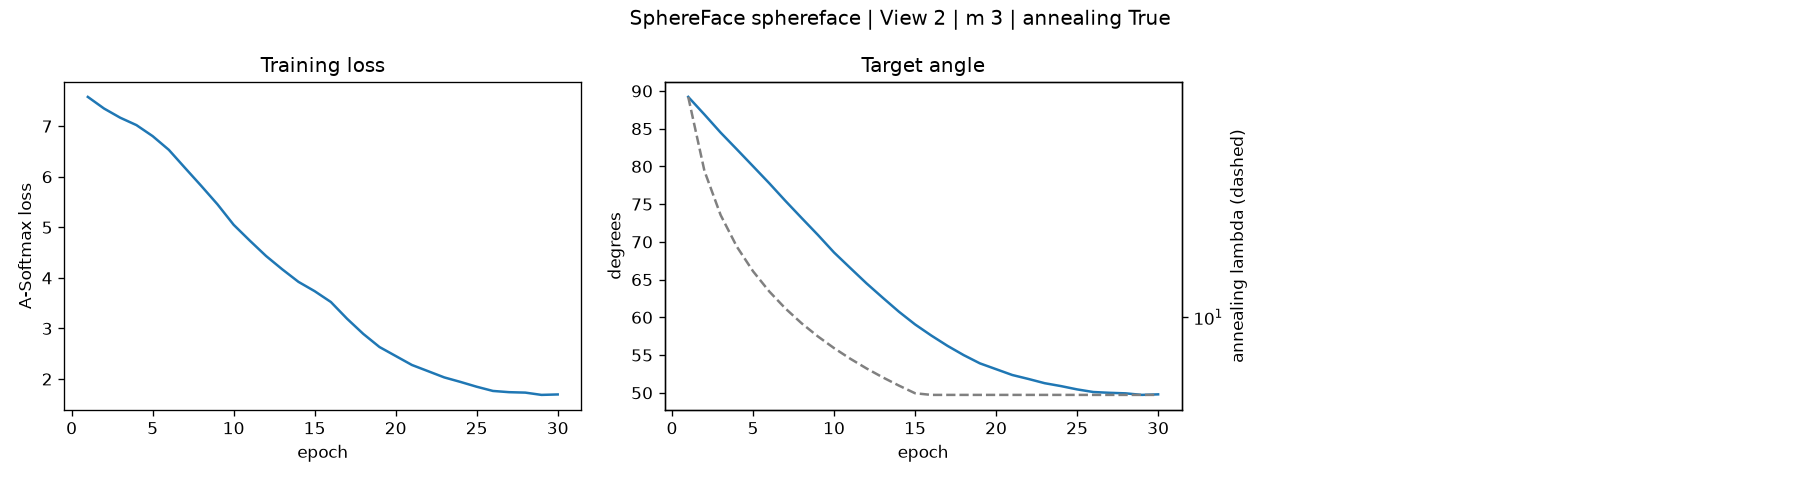 SphereFace sphereface | View 2 | m 3 | annealing True
Training loss
A-Softmax loss
7
6
5
4
3
2
0 5 10 15 20 25 30
epoch
Target angle
degrees
90
85
80
75
70
65
60
55
50
0 5 10 15 20 25 30
epoch
10¹
annealing lambda (dashed)